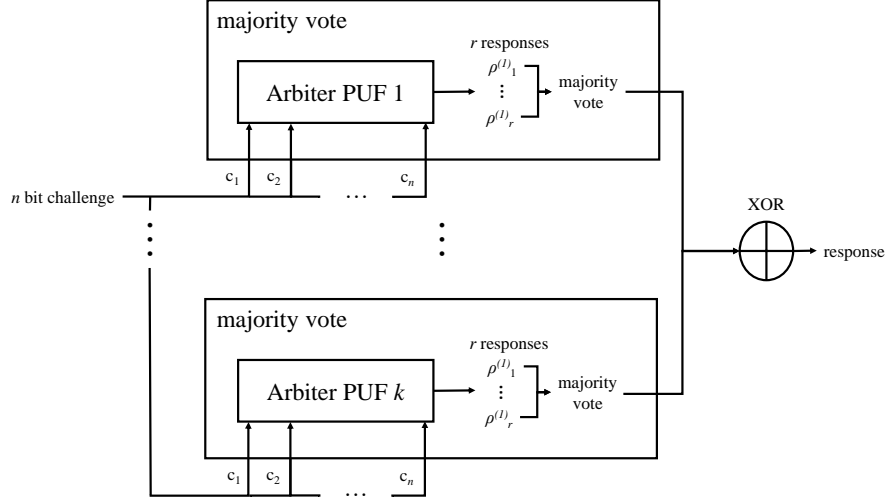 majority vote
r responses
Arbiter PUF 1
ρ(1)1
⋮
ρ(1)r
majority
vote
c1
c2
cn
n bit challenge
...
XOR
response
majority vote
r responses
Arbiter PUF k
ρ(1)1
⋮
ρ(1)r
majority
vote
c1
c2
cn
...